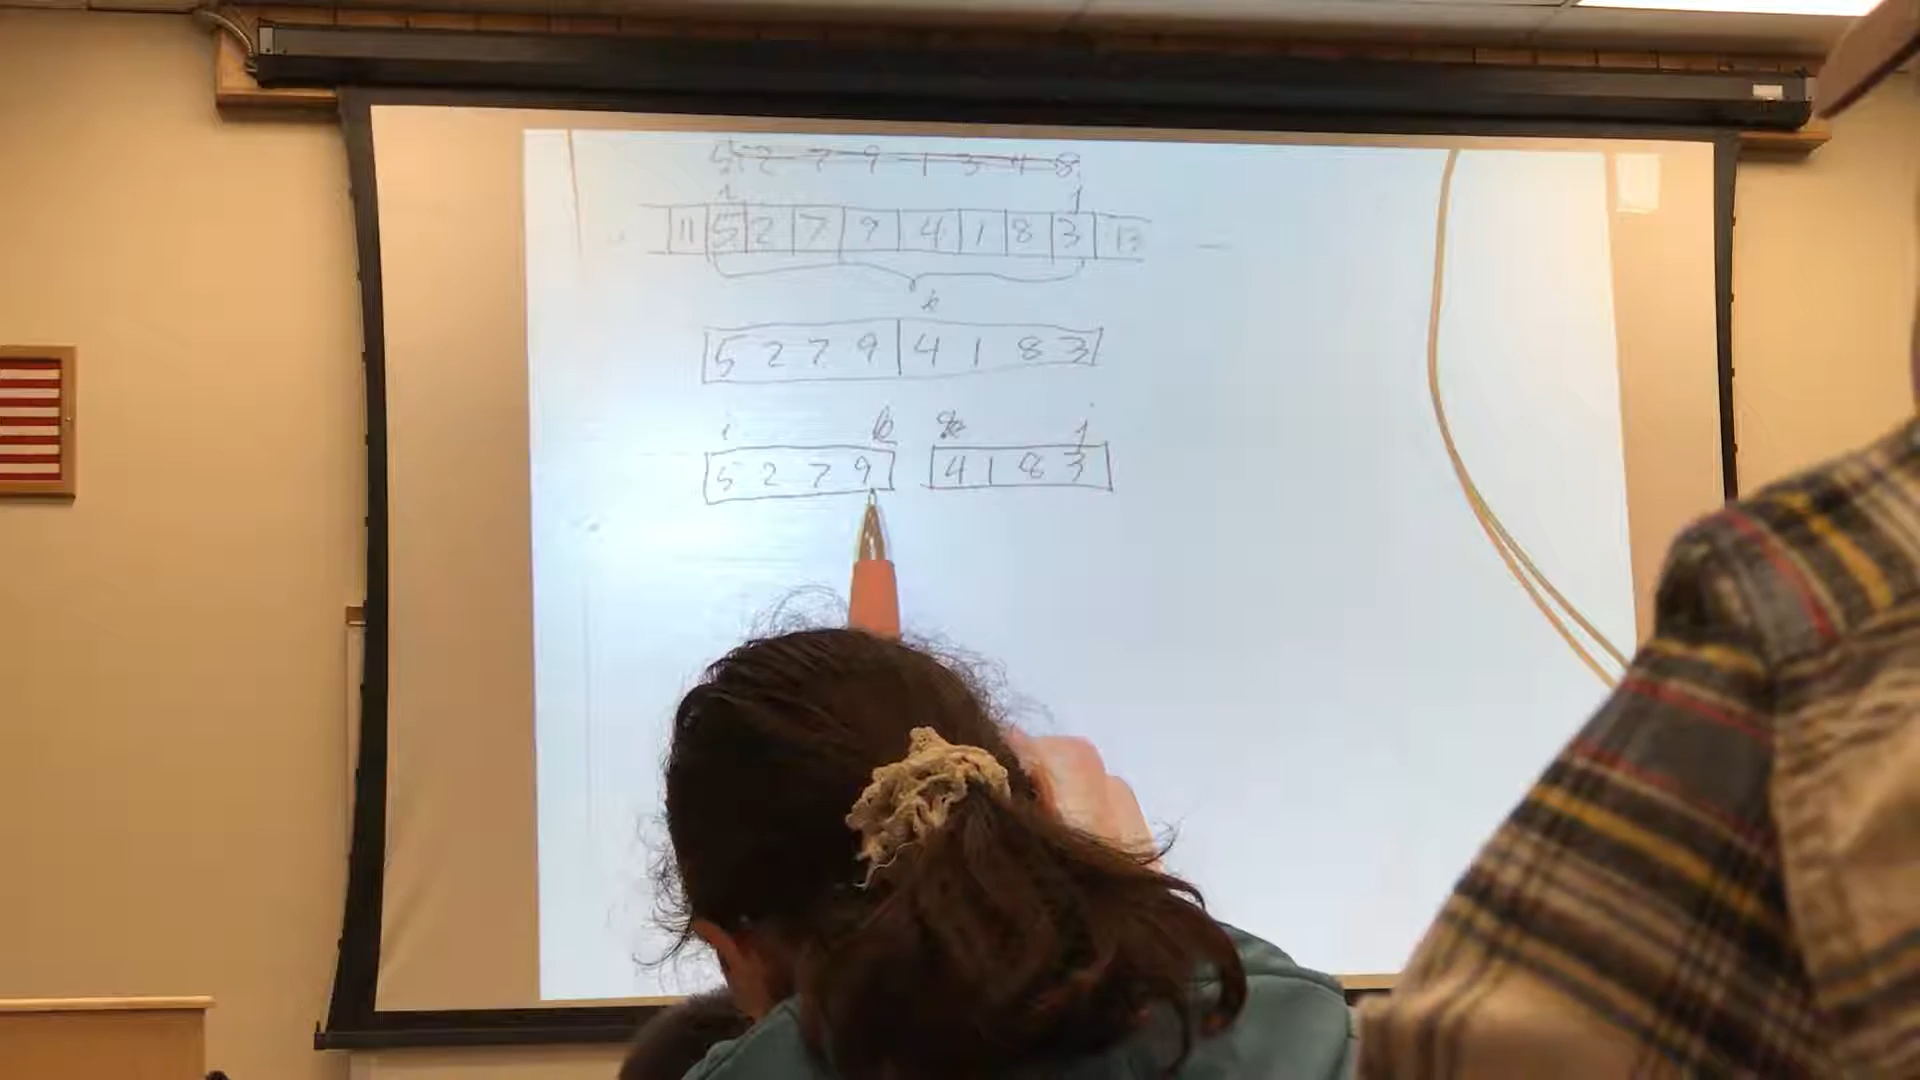 5 2 7 9 1 3 4 8
i j
11 5 2 7 9 4 1 8 3 13
k
5 2 7 9 4 1 8 3
i k j
5 2 7 9 4 1 8 3